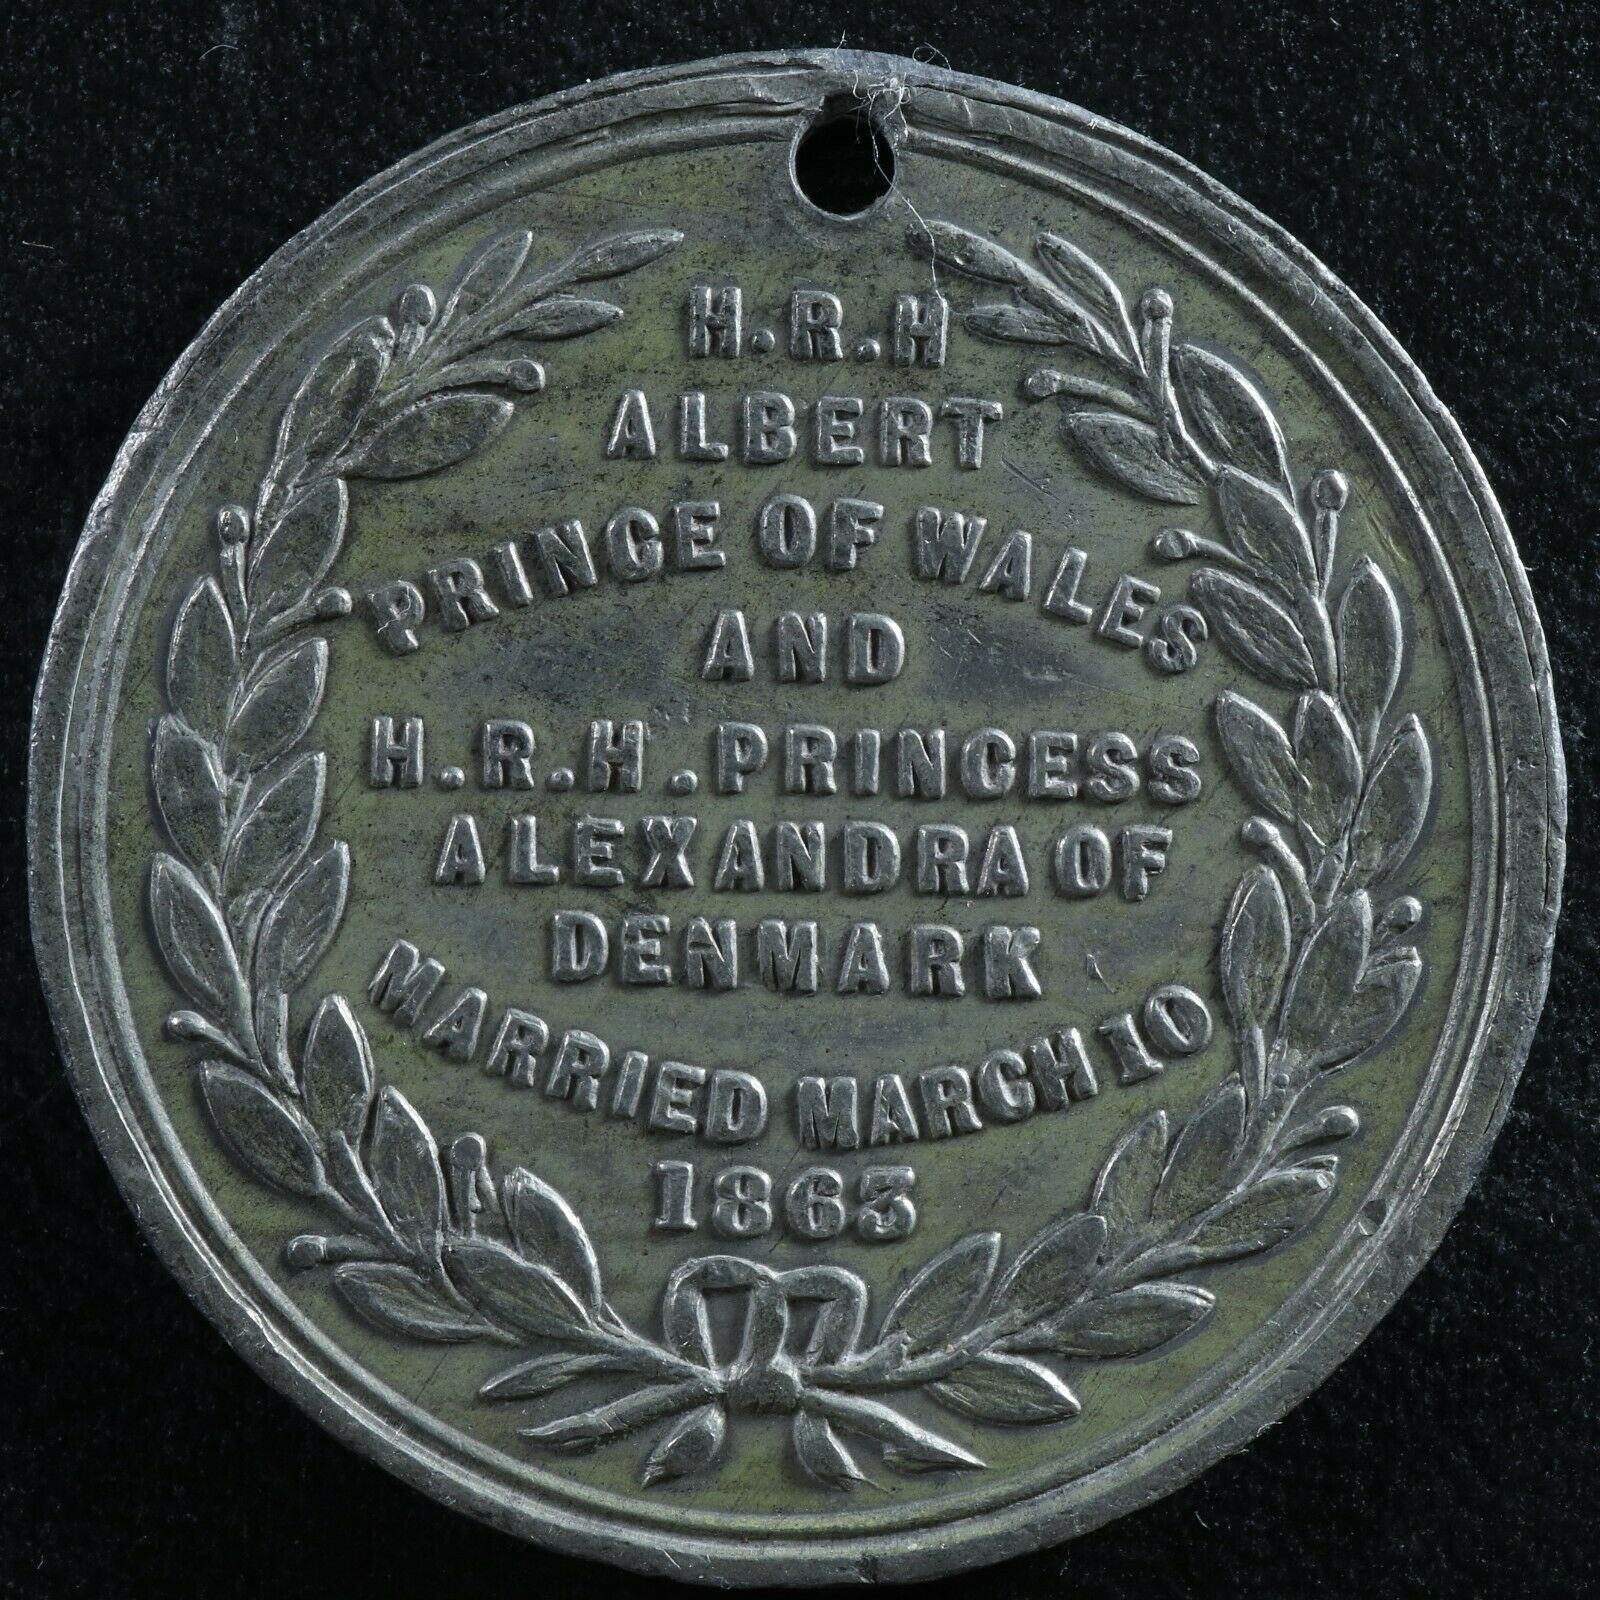 H.R.H
ALBERT
PRINCE OF WALES
AND
H.R.H. PRINCESS
ALEXANDRA OF
DENMARK
MARRIED MARCH 10
1863